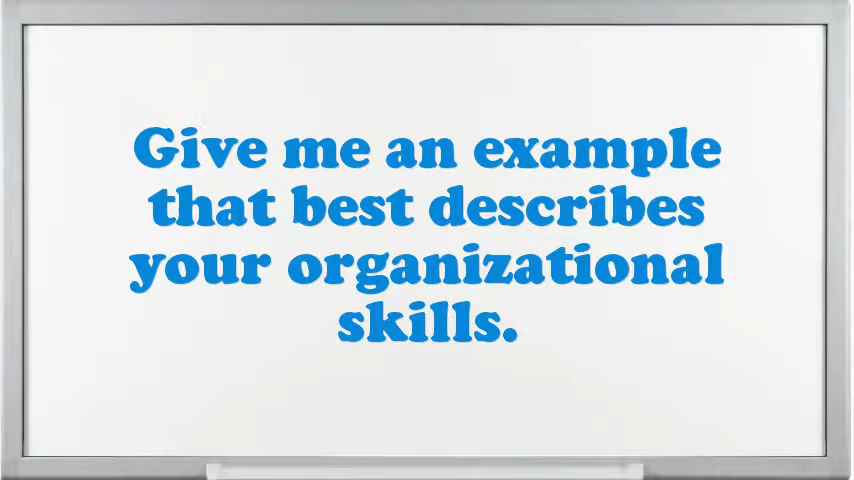 Give me an example
that best describes
your organizational
skills.